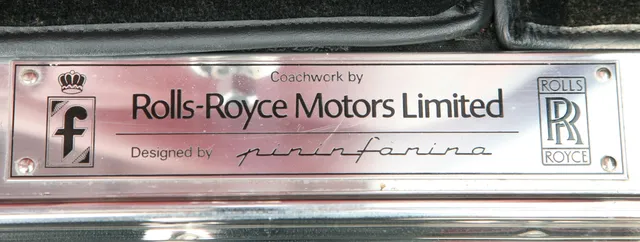 Coachwork by
Rolls-Royce Motors Limited
Designed by pininfarina
f
ROLLS
RR
ROYCE